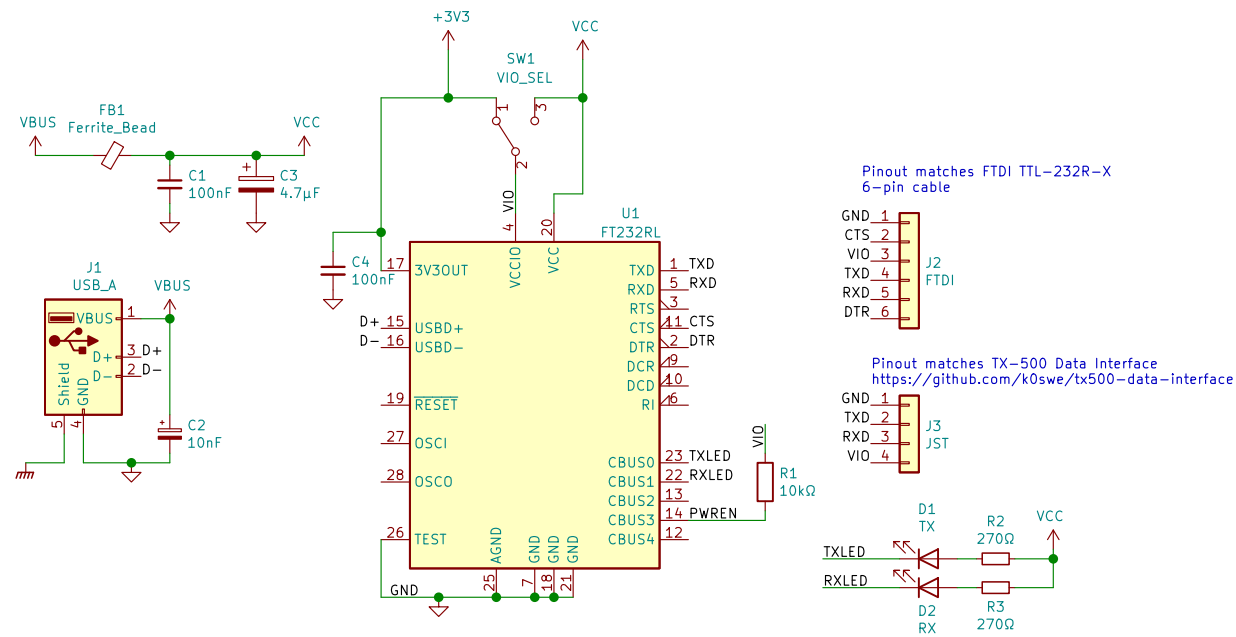 +3V3
VCC
SW1
VIO_SEL
1
3
2
VIO
VBUS
FB1
Ferrite_Bead
VCC
C1
100nF
+
C3
4.7µF
J1
USB_A
VBUS
VBUS 1
D+ 3 D+
D- 2 D-
Shield
GND
5
4
+
C2
10nF
C4
100nF
U1
FT232RL
4
20
VCCIO
VCC
17 3V3OUT
D+ 15 USBD+
D- 16 USBD-
19 RESET
27 OSCI
28 OSCO
26 TEST
TXD 1 TXD
RXD 5 RXD
RTS 3
CTS 11 CTS
DTR 2 DTR
DCR 9
DCD 10
RI 6
CBUS0 23 TXLED
CBUS1 22 RXLED
CBUS2 13
CBUS3 14 PWREN
CBUS4 12
AGND
GND
GND
GND
25
7
18
21
GND
VIO
R1
10kΩ
Pinout matches FTDI TTL-232R-X
6-pin cable
GND 1
CTS 2
VIO 3
TXD 4
RXD 5
DTR 6
J2
FTDI
Pinout matches TX-500 Data Interface
https://github.com/k0swe/tx500-data-interface
GND 1
TXD 2
RXD 3
VIO 4
J3
JST
D1
TX
R2
270Ω
VCC
TXLED
RXLED
D2
RX
R3
270Ω